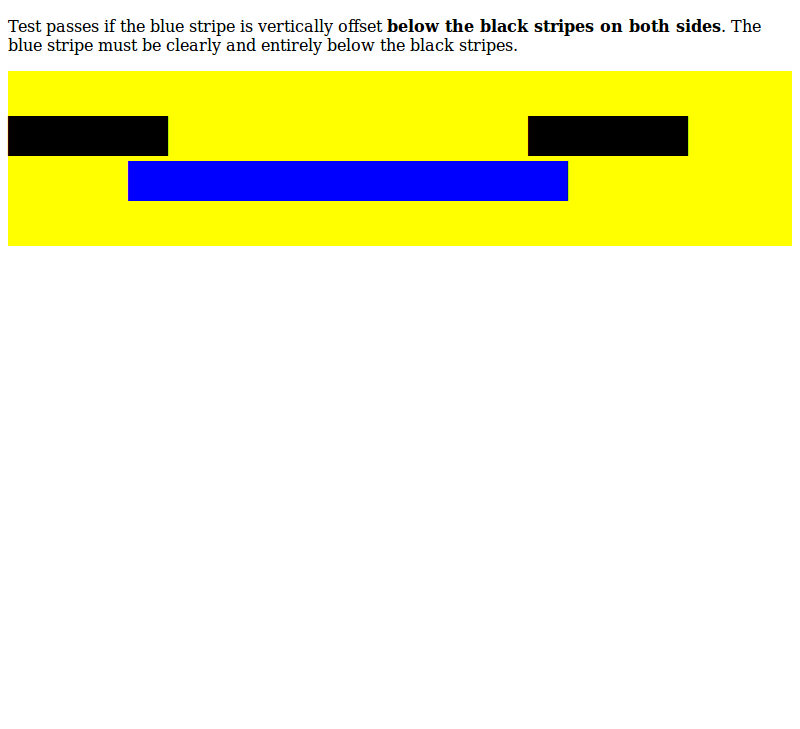 Test passes if the blue stripe is vertically offset below the black stripes on both sides. The
blue stripe must be clearly and entirely below the black stripes.